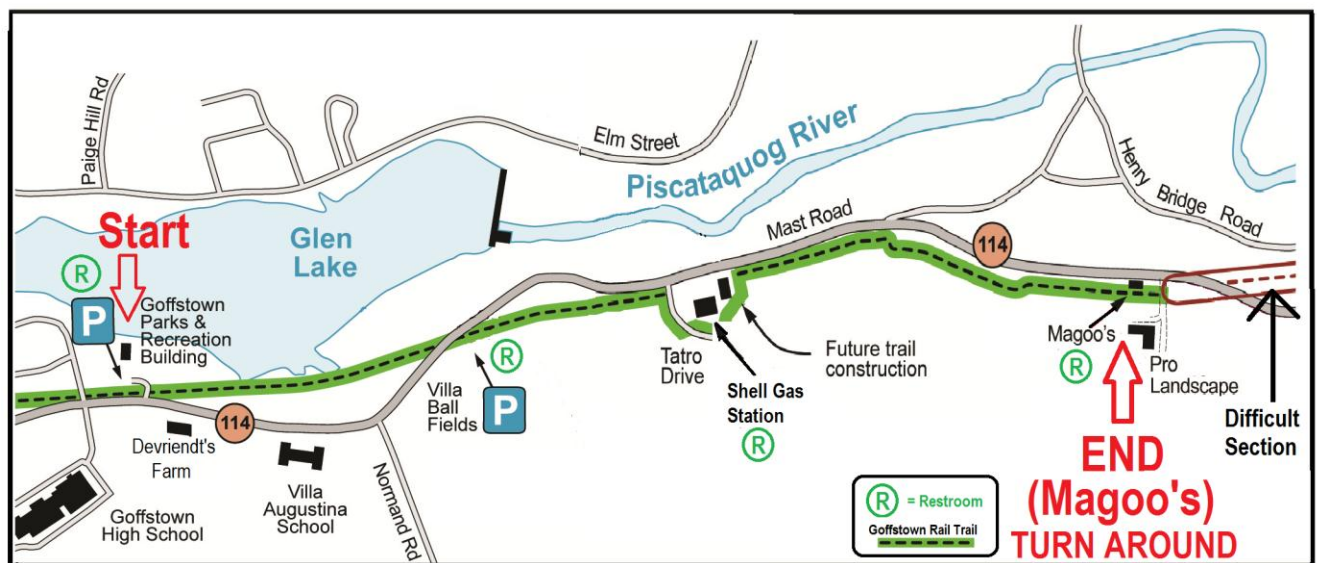 Paige Hill Rd
Elm Street
Piscataquog River
Henry Bridge Road
Start
R
P
Goffstown
Parks &
Recreation
Building
Glen
Lake
Mast Road
114
114
Devriendt's
Farm
Goffstown
High School
Villa
Augustina
School
Normand Rd
Villa
Ball
Fields
R
P
Tatro
Drive
Shell Gas
Station
R
Future trail
construction
Magoo's
R
Pro
Landscape
Difficult
Section
END
(Magoo's)
TURN AROUND
R = Restroom
Goffstown Rail Trail